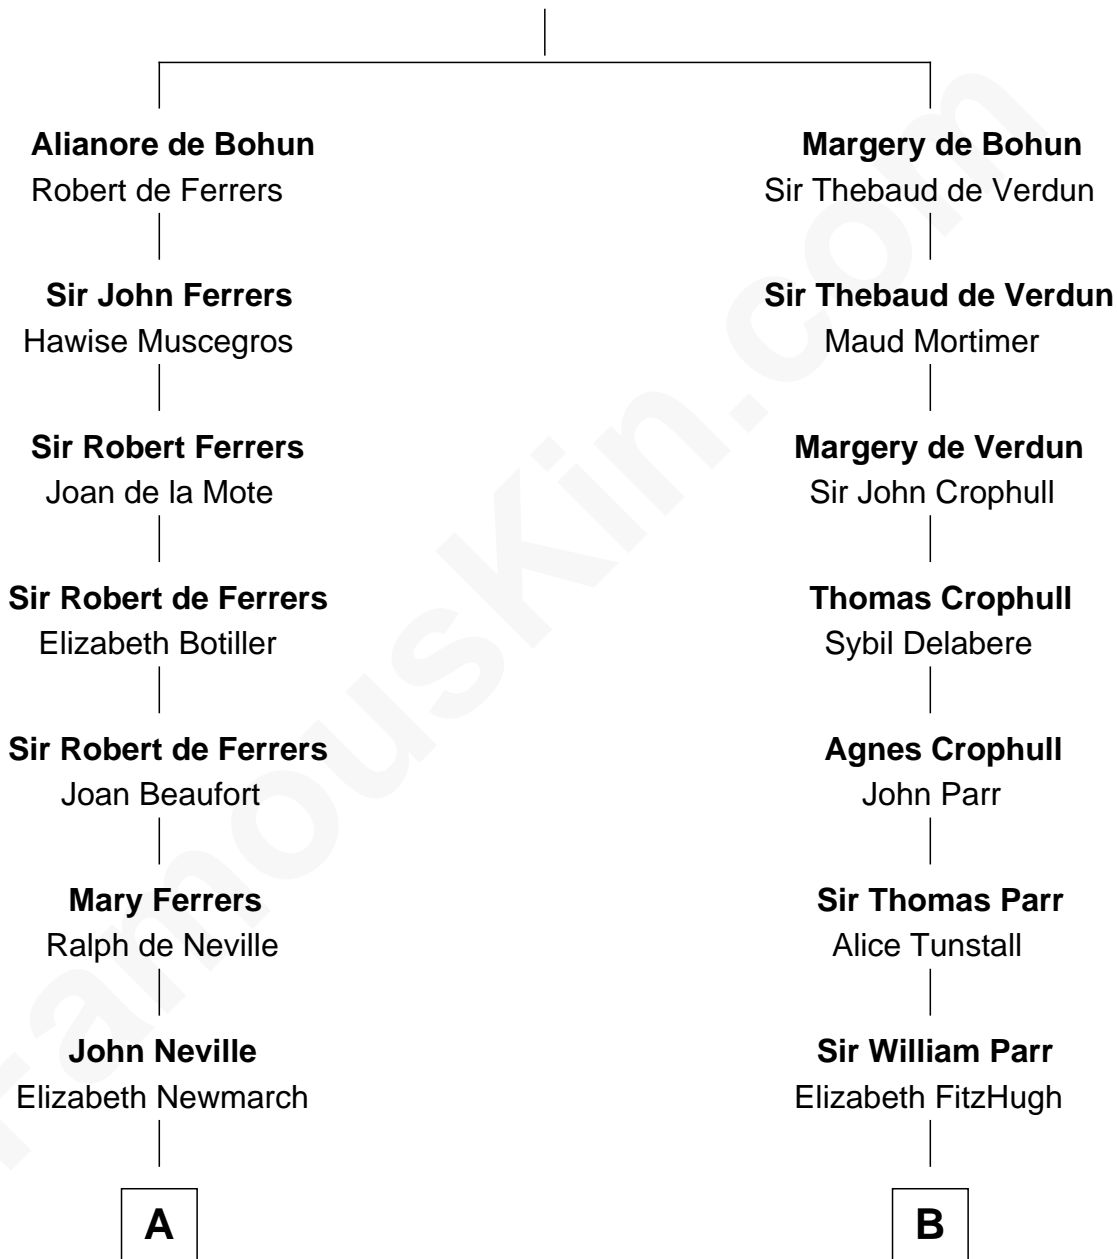 Alianore de Bohun
Robert de Ferrers
Margery de Bohun
Sir Thebaud de Verdun
Sir John Ferrers
Hawise Muscegros
Sir Thebaud de Verdun
Maud Mortimer
Sir Robert Ferrers
Joan de la Mote
Margery de Verdun
Sir John Crophull
Sir Robert de Ferrers
Elizabeth Botiller
Thomas Crophull
Sybil Delabere
Sir Robert de Ferrers
Joan Beaufort
Agnes Crophull
John Parr
Mary Ferrers
Ralph de Neville
Sir Thomas Parr
Alice Tunstall
John Neville
Elizabeth Newmarch
Sir William Parr
Elizabeth FitzHugh
A
B
FamousKin.com